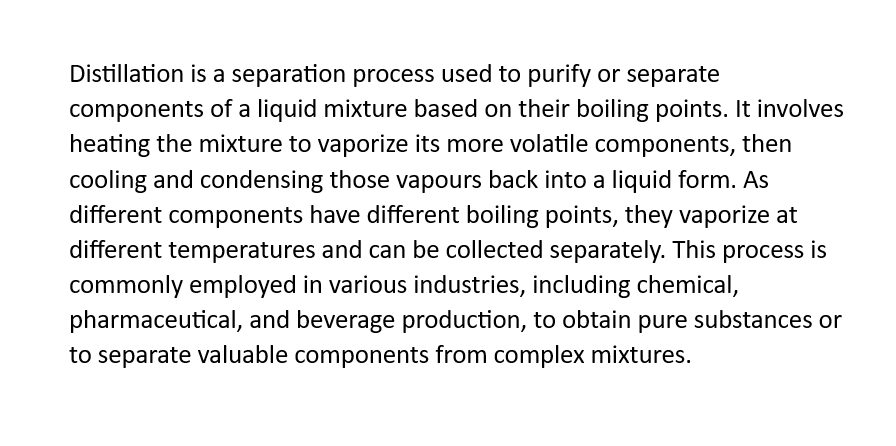 Distillation is a separation process used to purify or separate
components of a liquid mixture based on their boiling points. It involves
heating the mixture to vaporize its more volatile components, then
cooling and condensing those vapours back into a liquid form. As
different components have different boiling points, they vaporize at
different temperatures and can be collected separately. This process is
commonly employed in various industries, including chemical,
pharmaceutical, and beverage production, to obtain pure substances or
to separate valuable components from complex mixtures.